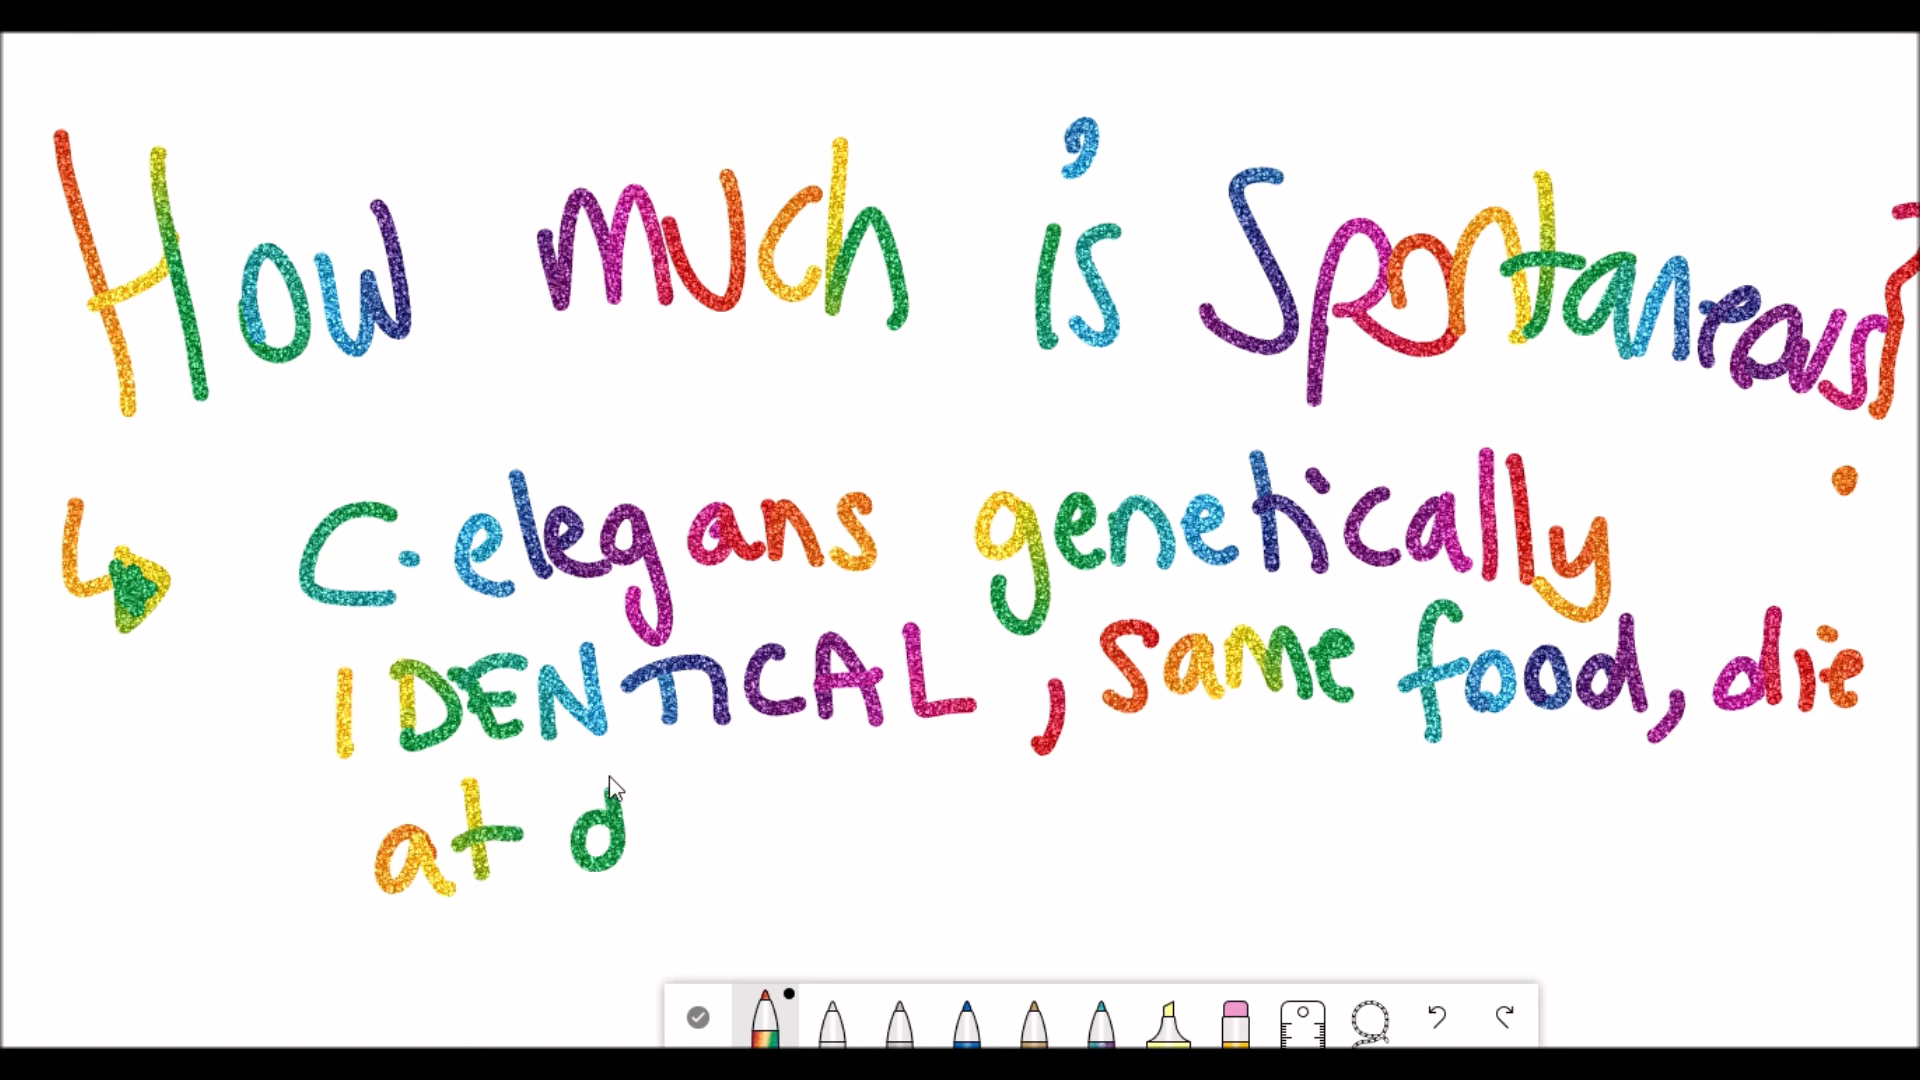 How much is Spontaneous?
C. elegans genetically
IDENTICAL, same food, die
at d